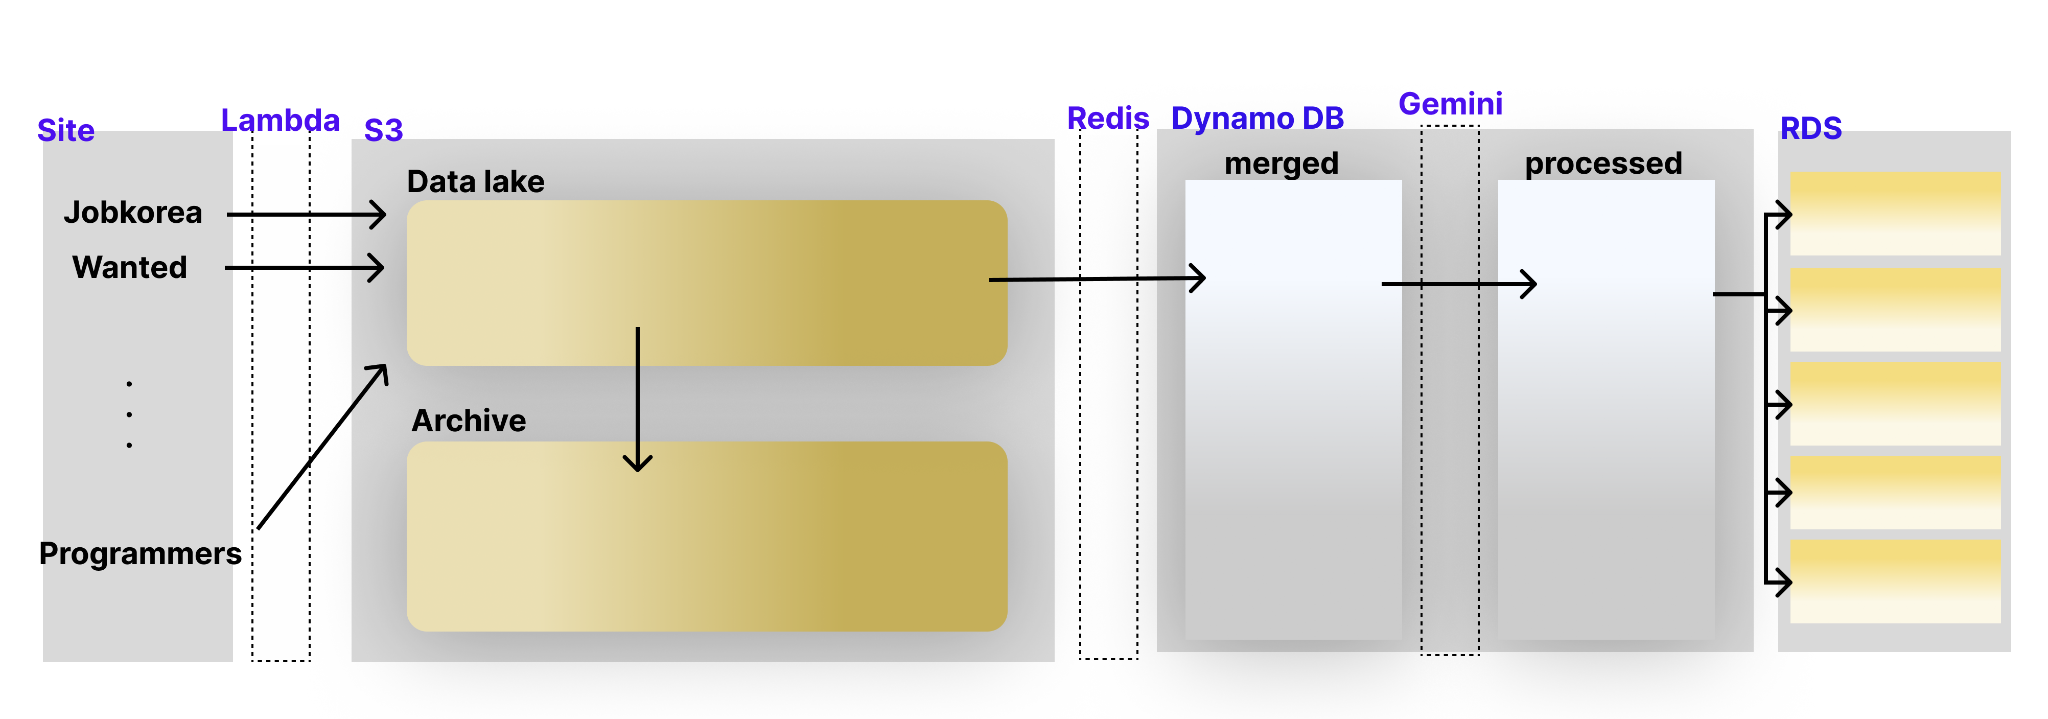 Site
Lambda
S3
Redis
Dynamo DB
Gemini
RDS
Jobkorea
Wanted
.
.
.
Programmers
Data lake
Archive
merged
processed